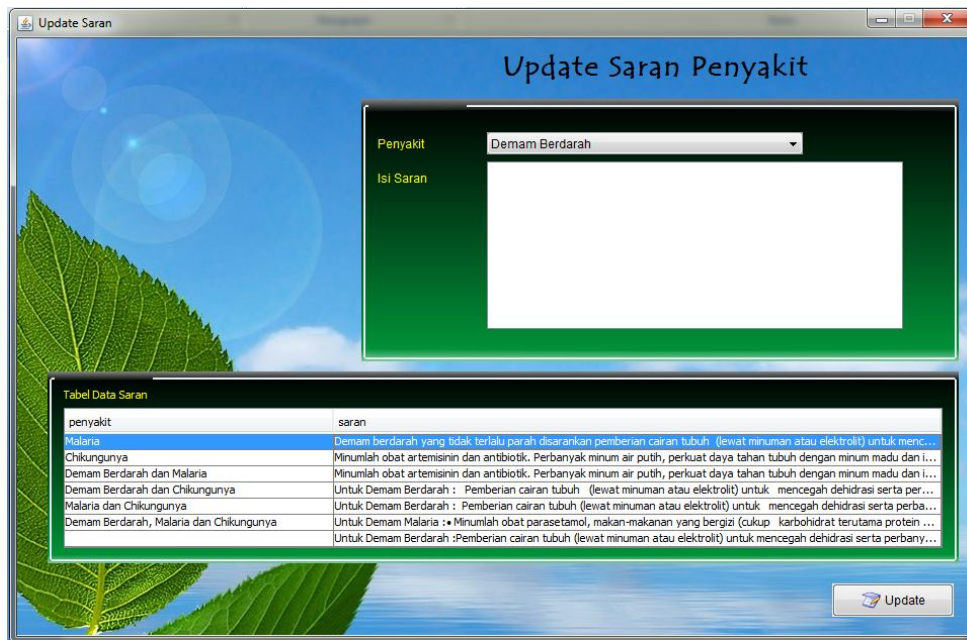 Update Saran
Update Saran Penyakit
Penyakit
Demam Berdarah
Isi Saran
Tabel Data Saran
penyakit saran
Malaria Demam berdarah yang tidak terlalu parah disarankan pemberian cairan tubuh (lewat minuman atau elektrolit) untuk menc...
Chikungunya Minumlah obat artemisinin dan antibiotik. Perbanyak minum air putih, perkuat daya tahan tubuh dengan minum madu dan i...
Demam Berdarah dan Malaria Minumlah obat artemisinin dan antibiotik. Perbanyak minum air putih, perkuat daya tahan tubuh dengan minum madu dan i...
Demam Berdarah dan Chikungunya Untuk Demam Berdarah : Pemberian cairan tubuh (lewat minuman atau elektrolit) untuk mencegah dehidrasi serta per...
Malaria dan Chikungunya Untuk Demam Berdarah : Pemberian cairan tubuh (lewat minuman atau elektrolit) untuk mencegah dehidrasi serta perba...
Demam Berdarah, Malaria dan Chikungunya Untuk Demam Malaria :• Minumlah obat parasetamol, makan-makanan yang bergizi (cukup karbohidrat terutama protein ...
Untuk Demam Berdarah :Pemberian cairan tubuh (lewat minuman atau elektrolit) untuk mencegah dehidrasi serta perbany...
Update